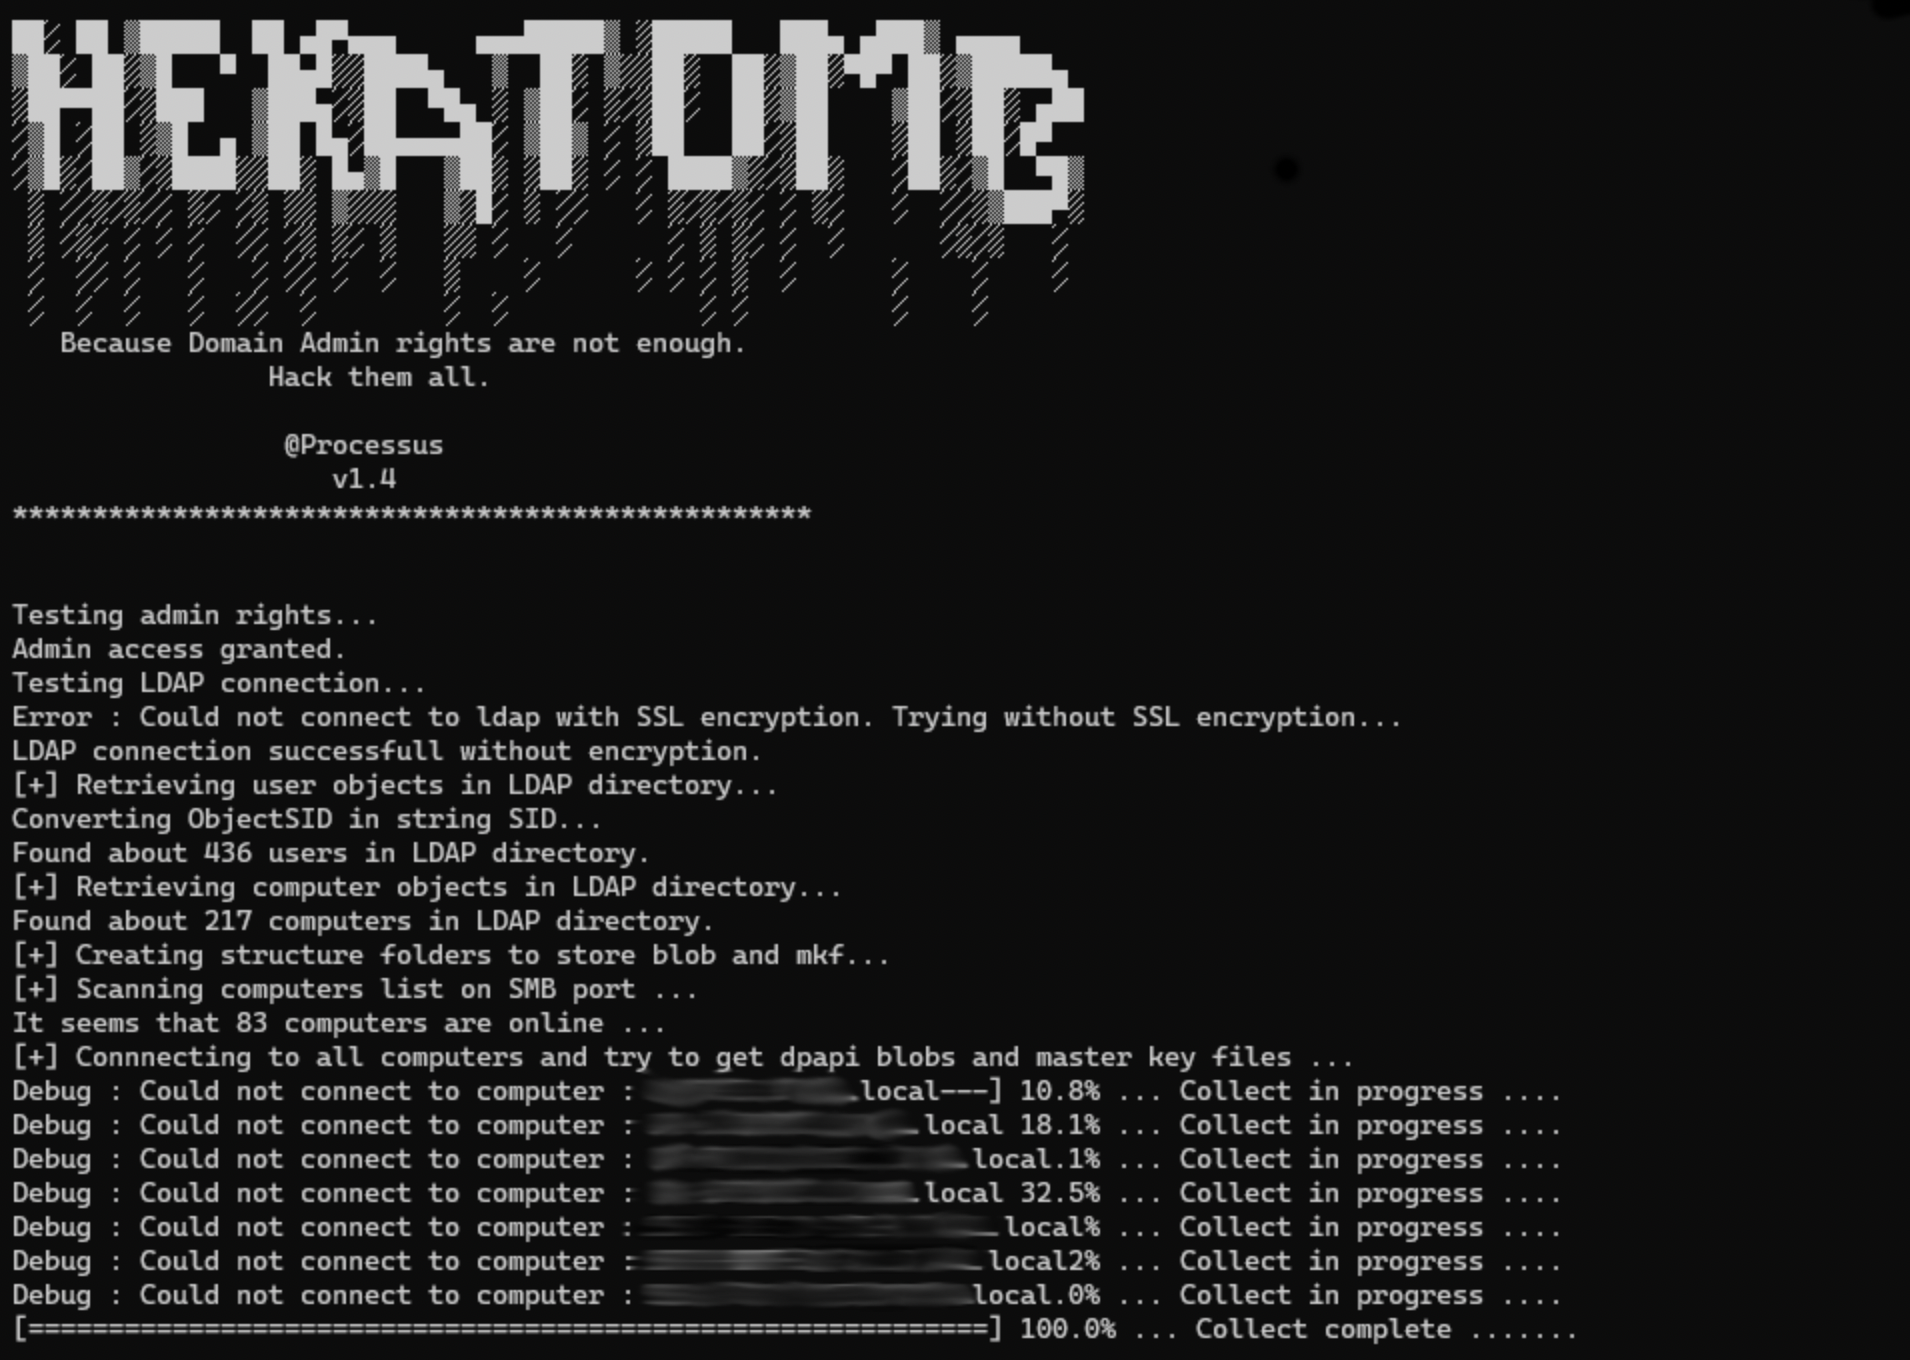 HEKATOMB
Because Domain Admin rights are not enough.
Hack them all.
@Processus
v1.4
**************************************************
Testing admin rights...
Admin access granted.
Testing LDAP connection...
Error : Could not connect to ldap with SSL encryption. Trying without SSL encryption...
LDAP connection successfull without encryption.
[+] Retrieving user objects in LDAP directory...
Converting ObjectSID in string SID...
Found about 436 users in LDAP directory.
[+] Retrieving computer objects in LDAP directory...
Found about 217 computers in LDAP directory.
[+] Creating structure folders to store blob and mkf...
[+] Scanning computers list on SMB port ...
It seems that 83 computers are online ...
[+] Connnecting to all computers and try to get dpapi blobs and master key files ...
Debug : Could not connect to computer : .local---] 10.8% ... Collect in progress ....
Debug : Could not connect to computer : .local 18.1% ... Collect in progress ....
Debug : Could not connect to computer : local.1% ... Collect in progress ....
Debug : Could not connect to computer : .local 32.5% ... Collect in progress ....
Debug : Could not connect to computer : local% ... Collect in progress ....
Debug : Could not connect to computer : local2% ... Collect in progress ....
Debug : Could not connect to computer : local.0% ... Collect in progress ....
[============================================================] 100.0% ... Collect complete .......